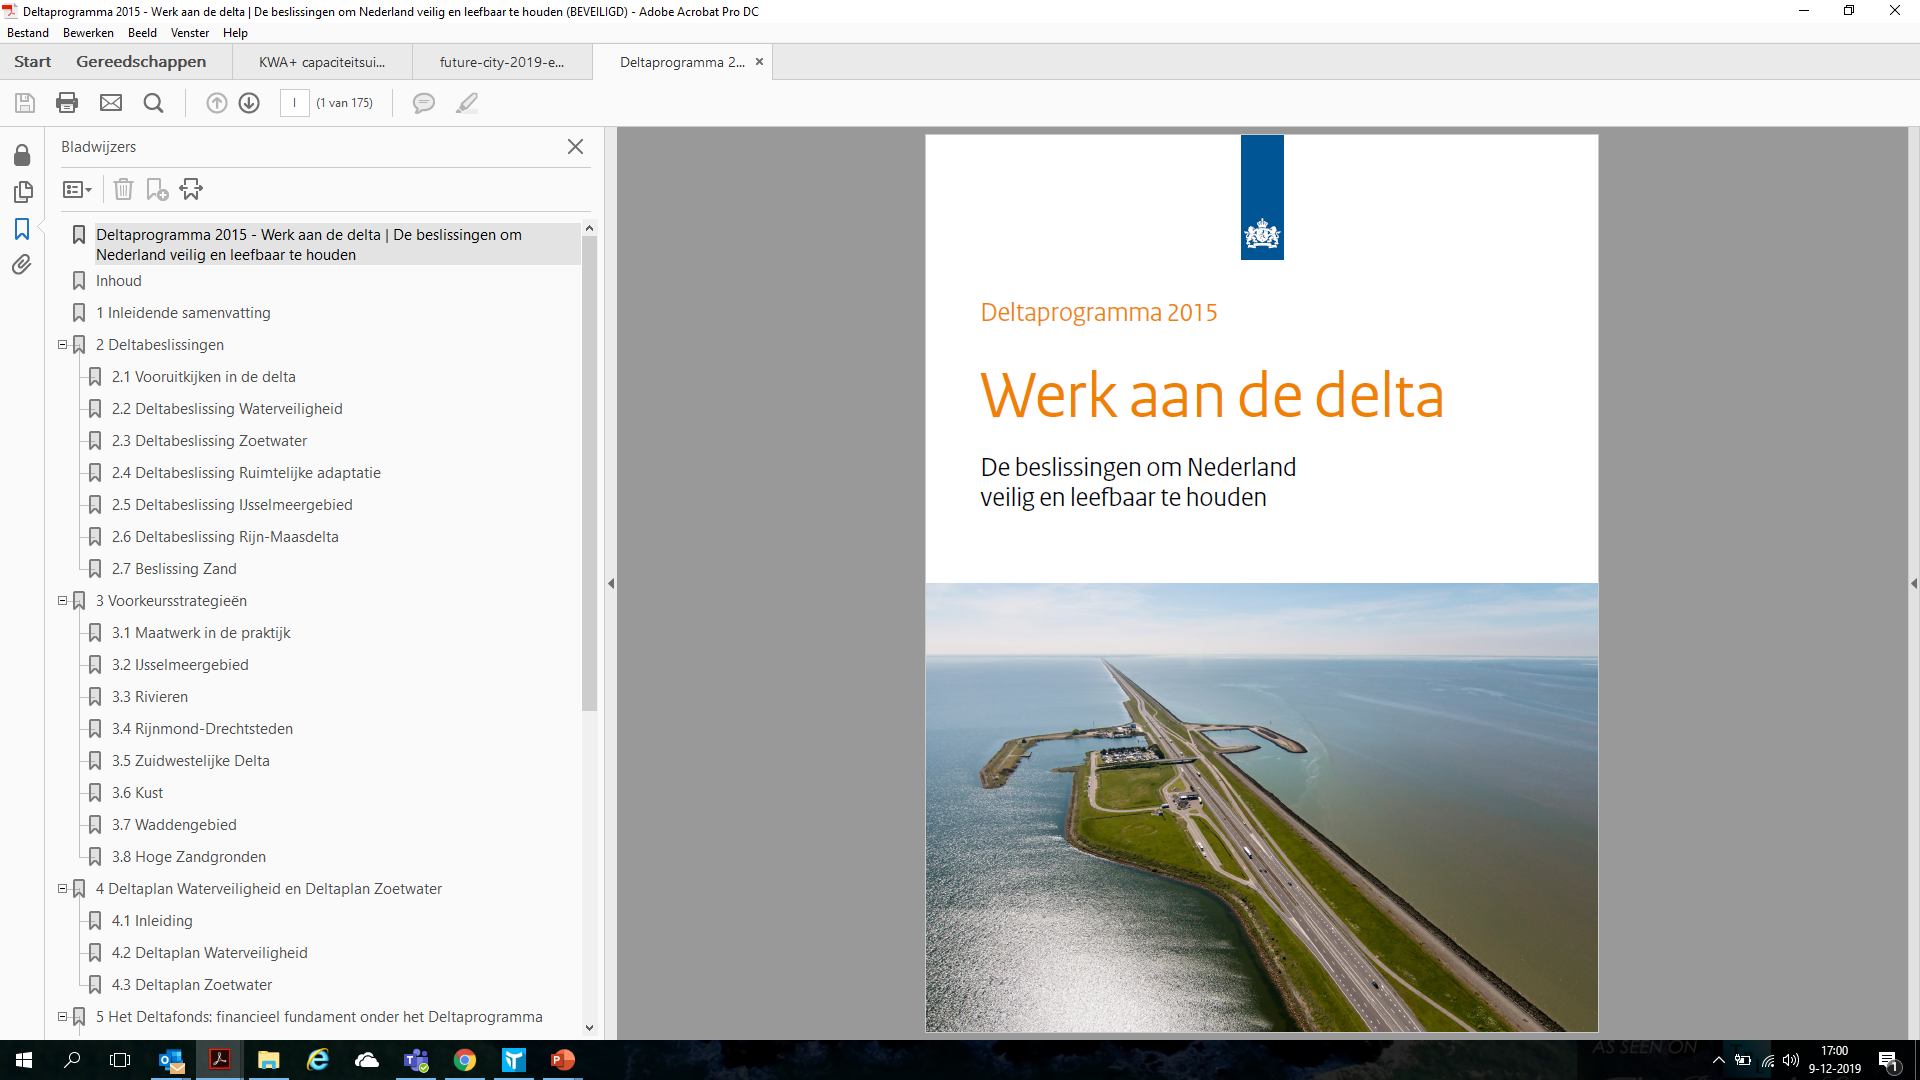 Deltaprogramma 2015 - Werk aan de delta | De beslissingen om Nederland veilig en leefbaar te houden (BEVEILIGD) - Adobe Acrobat Pro DC
Bestand Bewerken Beeld Venster Help
Start Gereedschappen KWA+ capaciteitsui... future-city-2019-e... Deltaprogramma 2...
I (1 van 175)
Bladwijzers
Deltaprogramma 2015 - Werk aan de delta | De beslissingen om
Nederland veilig en leefbaar te houden
Inhoud
1 Inleidende samenvatting
2 Deltabeslissingen
2.1 Vooruitkijken in de delta
2.2 Deltabeslissing Waterveiligheid
2.3 Deltabeslissing Zoetwater
2.4 Deltabeslissing Ruimtelijke adaptatie
2.5 Deltabeslissing IJsselmeergebied
2.6 Deltabeslissing Rijn-Maasdelta
2.7 Beslissing Zand
3 Voorkeursstrategieën
3.1 Maatwerk in de praktijk
3.2 IJsselmeergebied
3.3 Rivieren
3.4 Rijnmond-Drechtsteden
3.5 Zuidwestelijke Delta
3.6 Kust
3.7 Waddengebied
3.8 Hoge Zandgronden
4 Deltaplan Waterveiligheid en Deltaplan Zoetwater
4.1 Inleiding
4.2 Deltaplan Waterveiligheid
4.3 Deltaplan Zoetwater
5 Het Deltafonds: financieel fundament onder het Deltaprogramma
Deltaprogramma 2015
Werk aan de delta
De beslissingen om Nederland
veilig en leefbaar te houden
AS SEEN ON
17:00
9-12-2019
1